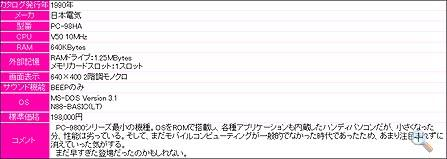 カタログ発行年 1990年
メーカ 日本電気
型番 PC-98HA
CPU V50 10MHz
RAM 640KBytes
外部記憶 RAMドライブ：1.25MBytes
メモリカードスロット：1スロット
画面表示 640×400 2階調モノクロ
サウンド機能 BEEPのみ
OS MS-DOS Version 3.1
N88-BASIC(LT)
標準価格 198,000円
コメント PC-9800シリーズ最小の機種。OSをROMで搭載し、各種アプリケーションも内蔵したハンディパソコンだが、小さくなった
分、性能は劣っている。そして、まだモバイルコンピューティングが一般的でなかった時代であったため、あまり注目されずに
消えていった気がする。
まだ早すぎた登場だったのかもしれない。